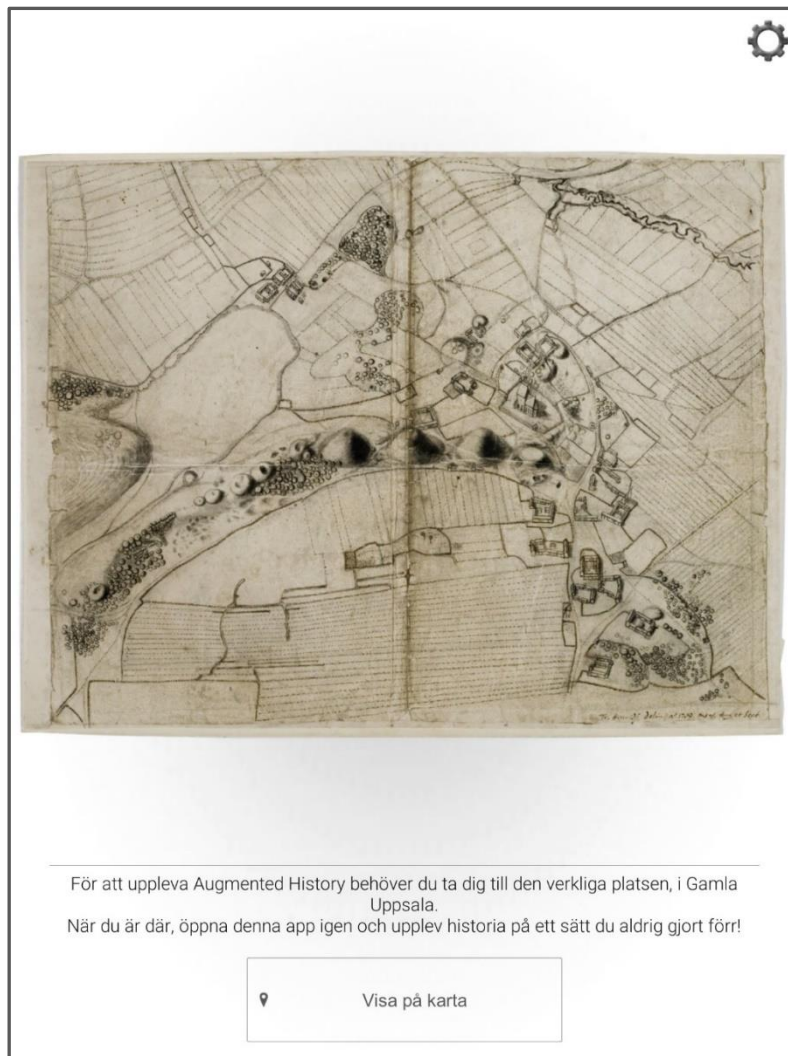 För att uppleva Augmented History behöver du ta dig till den verkliga platsen, i Gamla
Uppsala.
När du är där, öppna denna app igen och upplev historia på ett sätt du aldrig gjort förr!
Visa på karta